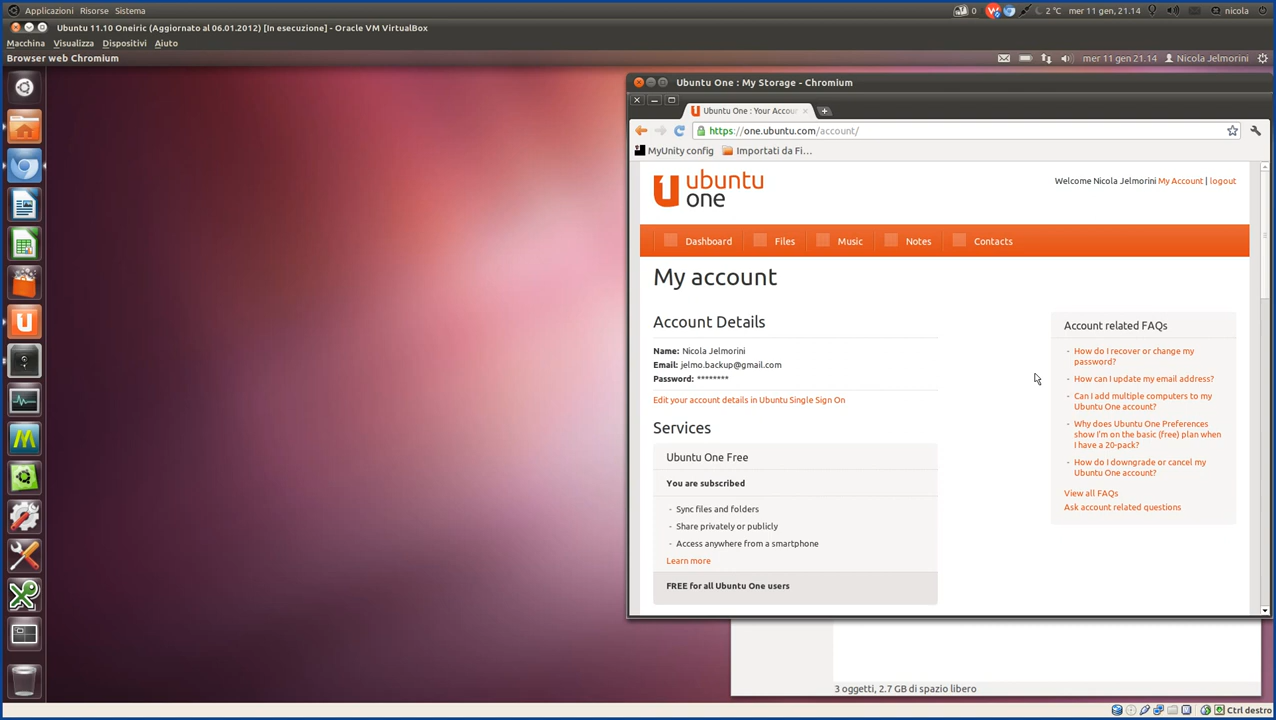 Applicazioni Risorse Sistema 0 2 °C mer 11 gen, 21.14 nicola
Ubuntu 11.10 Oneiric (Aggiornato al 06.01.2012) [In esecuzione] - Oracle VM VirtualBox
Macchina Visualizza Dispositivi Aiuto
Browser web Chromium mer 11 gen 21.14 Nicola Jelmorini
Ubuntu One : My Storage - Chromium
Ubuntu One : Your Accou
https://one.ubuntu.com/account/
MyUnity config Importati da Fi...
ubuntu one
Welcome Nicola Jelmorini My Account | logout
Dashboard Files Music Notes Contacts
My account
Account Details
Name: Nicola Jelmorini
Email: jelmo.backup@gmail.com
Password: ********
Edit your account details in Ubuntu Single Sign On
Services
Ubuntu One Free
You are subscribed
- Sync files and folders
- Share privately or publicly
- Access anywhere from a smartphone
Learn more
FREE for all Ubuntu One users
Account related FAQs
- How do I recover or change my
password?
- How can I update my email address?
- Can I add multiple computers to my
Ubuntu One account?
- Why does Ubuntu One Preferences
show I'm on the basic (free) plan when
I have a 20-pack?
- How do I downgrade or cancel my
Ubuntu One account?
View all FAQs
Ask account related questions
3 oggetti, 2.7 GB di spazio libero
Ctrl destro